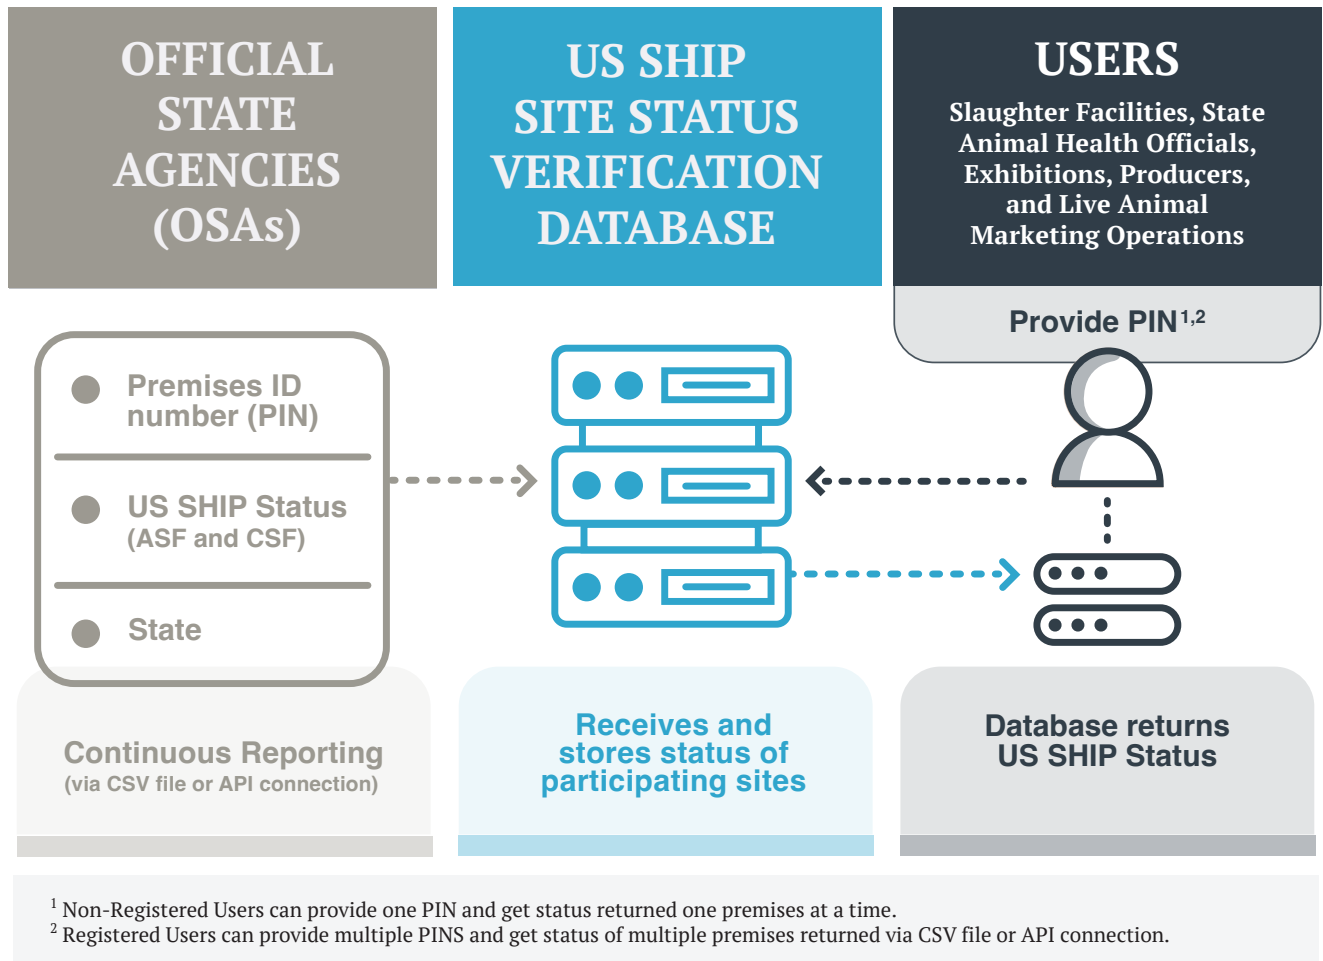 OFFICIAL
STATE
AGENCIES
(OSAs)
US SHIP
SITE STATUS
VERIFICATION
DATABASE
USERS
Slaughter Facilities, State
Animal Health Officials,
Exhibitions, Producers,
and Live Animal
Marketing Operations
Provide PIN1,2
Premises ID
number (PIN)
US SHIP Status
(ASF and CSF)
State
Continuous Reporting
(via CSV file or API connection)
Receives and
stores status of
participating sites
Database returns
US SHIP Status
1 Non-Registered Users can provide one PIN and get status returned one premises at a time.
2 Registered Users can provide multiple PINS and get status of multiple premises returned via CSV file or API connection.